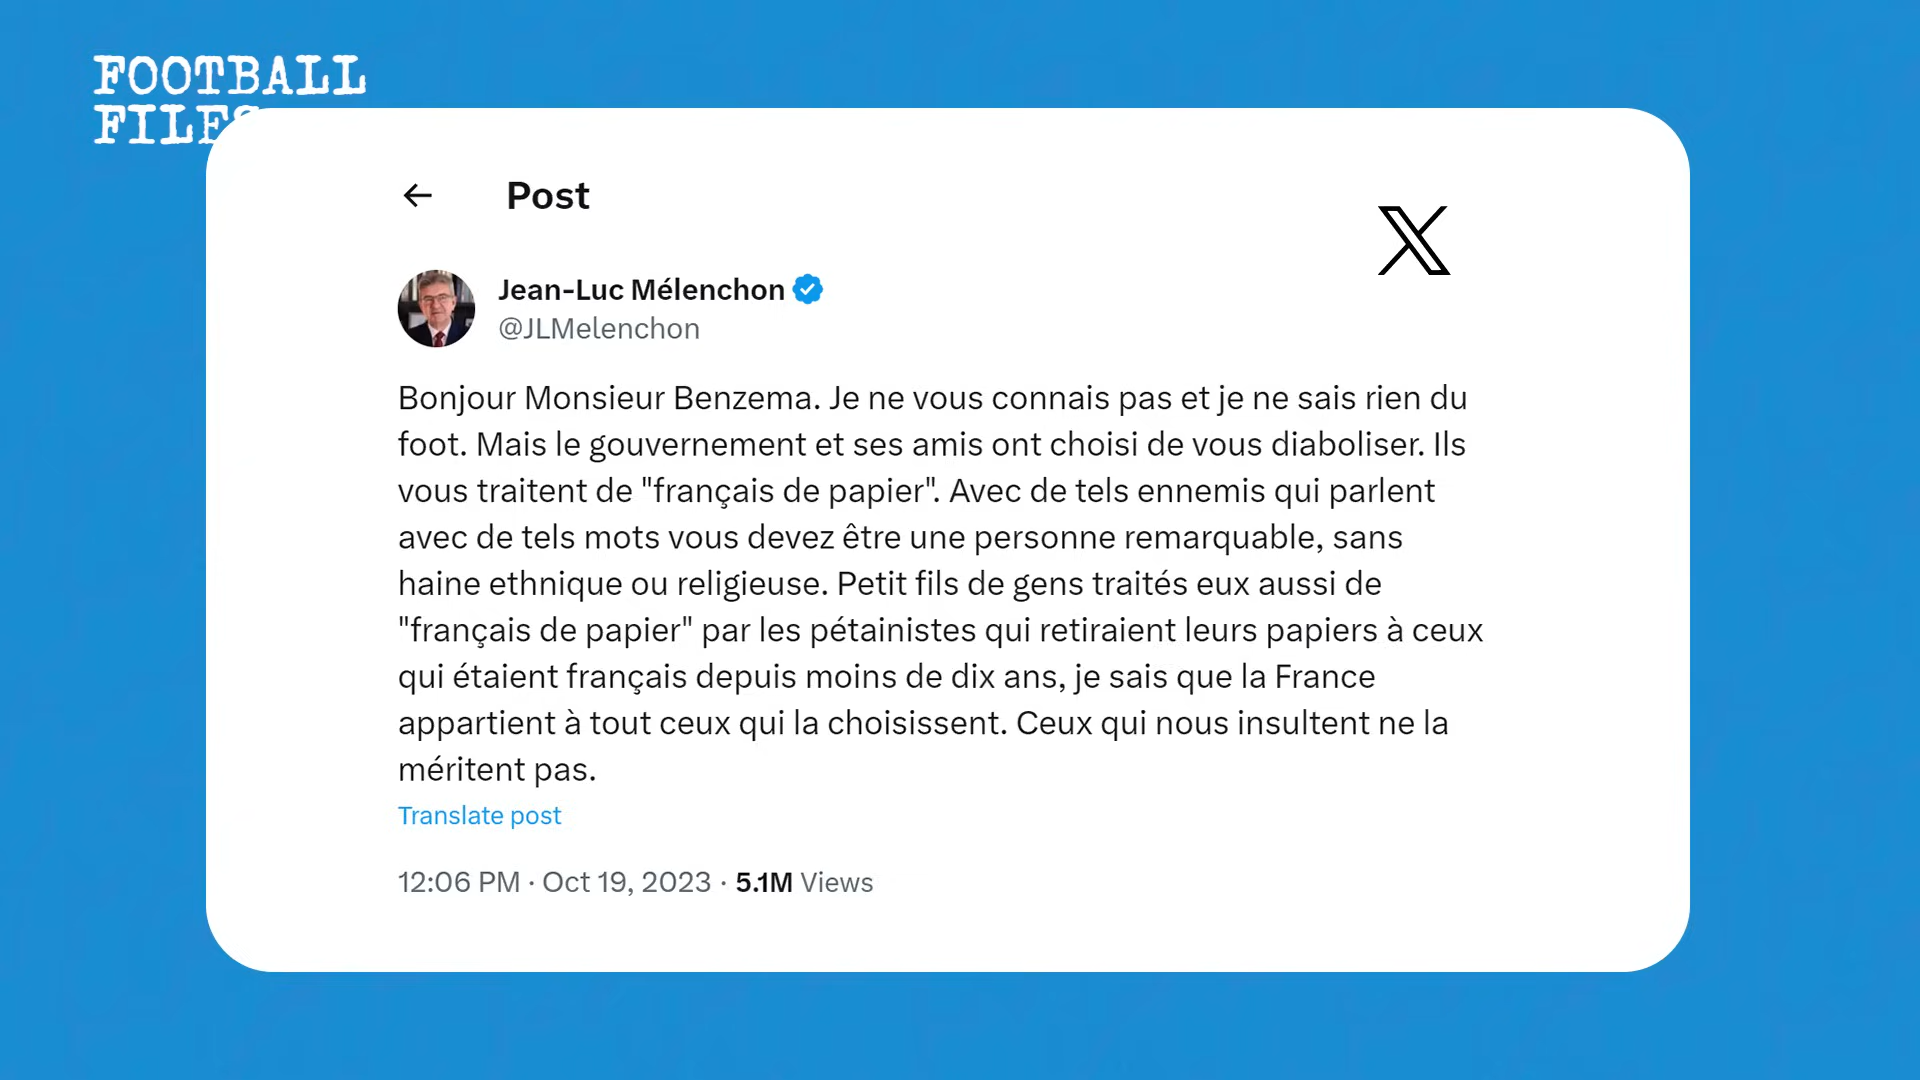 FOOTBALL
FILES
Post
Jean-Luc Mélenchon
@JLMelenchon
Bonjour Monsieur Benzema. Je ne vous connais pas et je ne sais rien du
foot. Mais le gouvernement et ses amis ont choisi de vous diaboliser. Ils
vous traitent de "français de papier". Avec de tels ennemis qui parlent
avec de tels mots vous devez être une personne remarquable, sans
haine ethnique ou religieuse. Petit fils de gens traités eux aussi de
"français de papier" par les pétainistes qui retiraient leurs papiers à ceux
qui étaient français depuis moins de dix ans, je sais que la France
appartient à tout ceux qui la choisissent. Ceux qui nous insultent ne la
méritent pas.
Translate post
12:06 PM · Oct 19, 2023 · 5.1M Views